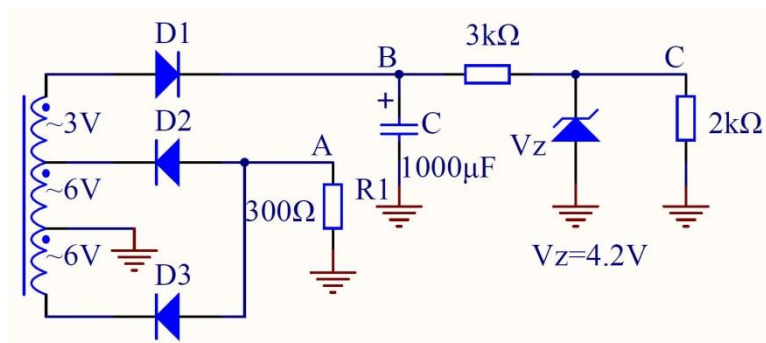 D1
B
3kΩ
C
+
~3V
D2
A
C
1000μF
Vz
2kΩ
~6V
300Ω
R1
~6V
D3
Vz=4.2V